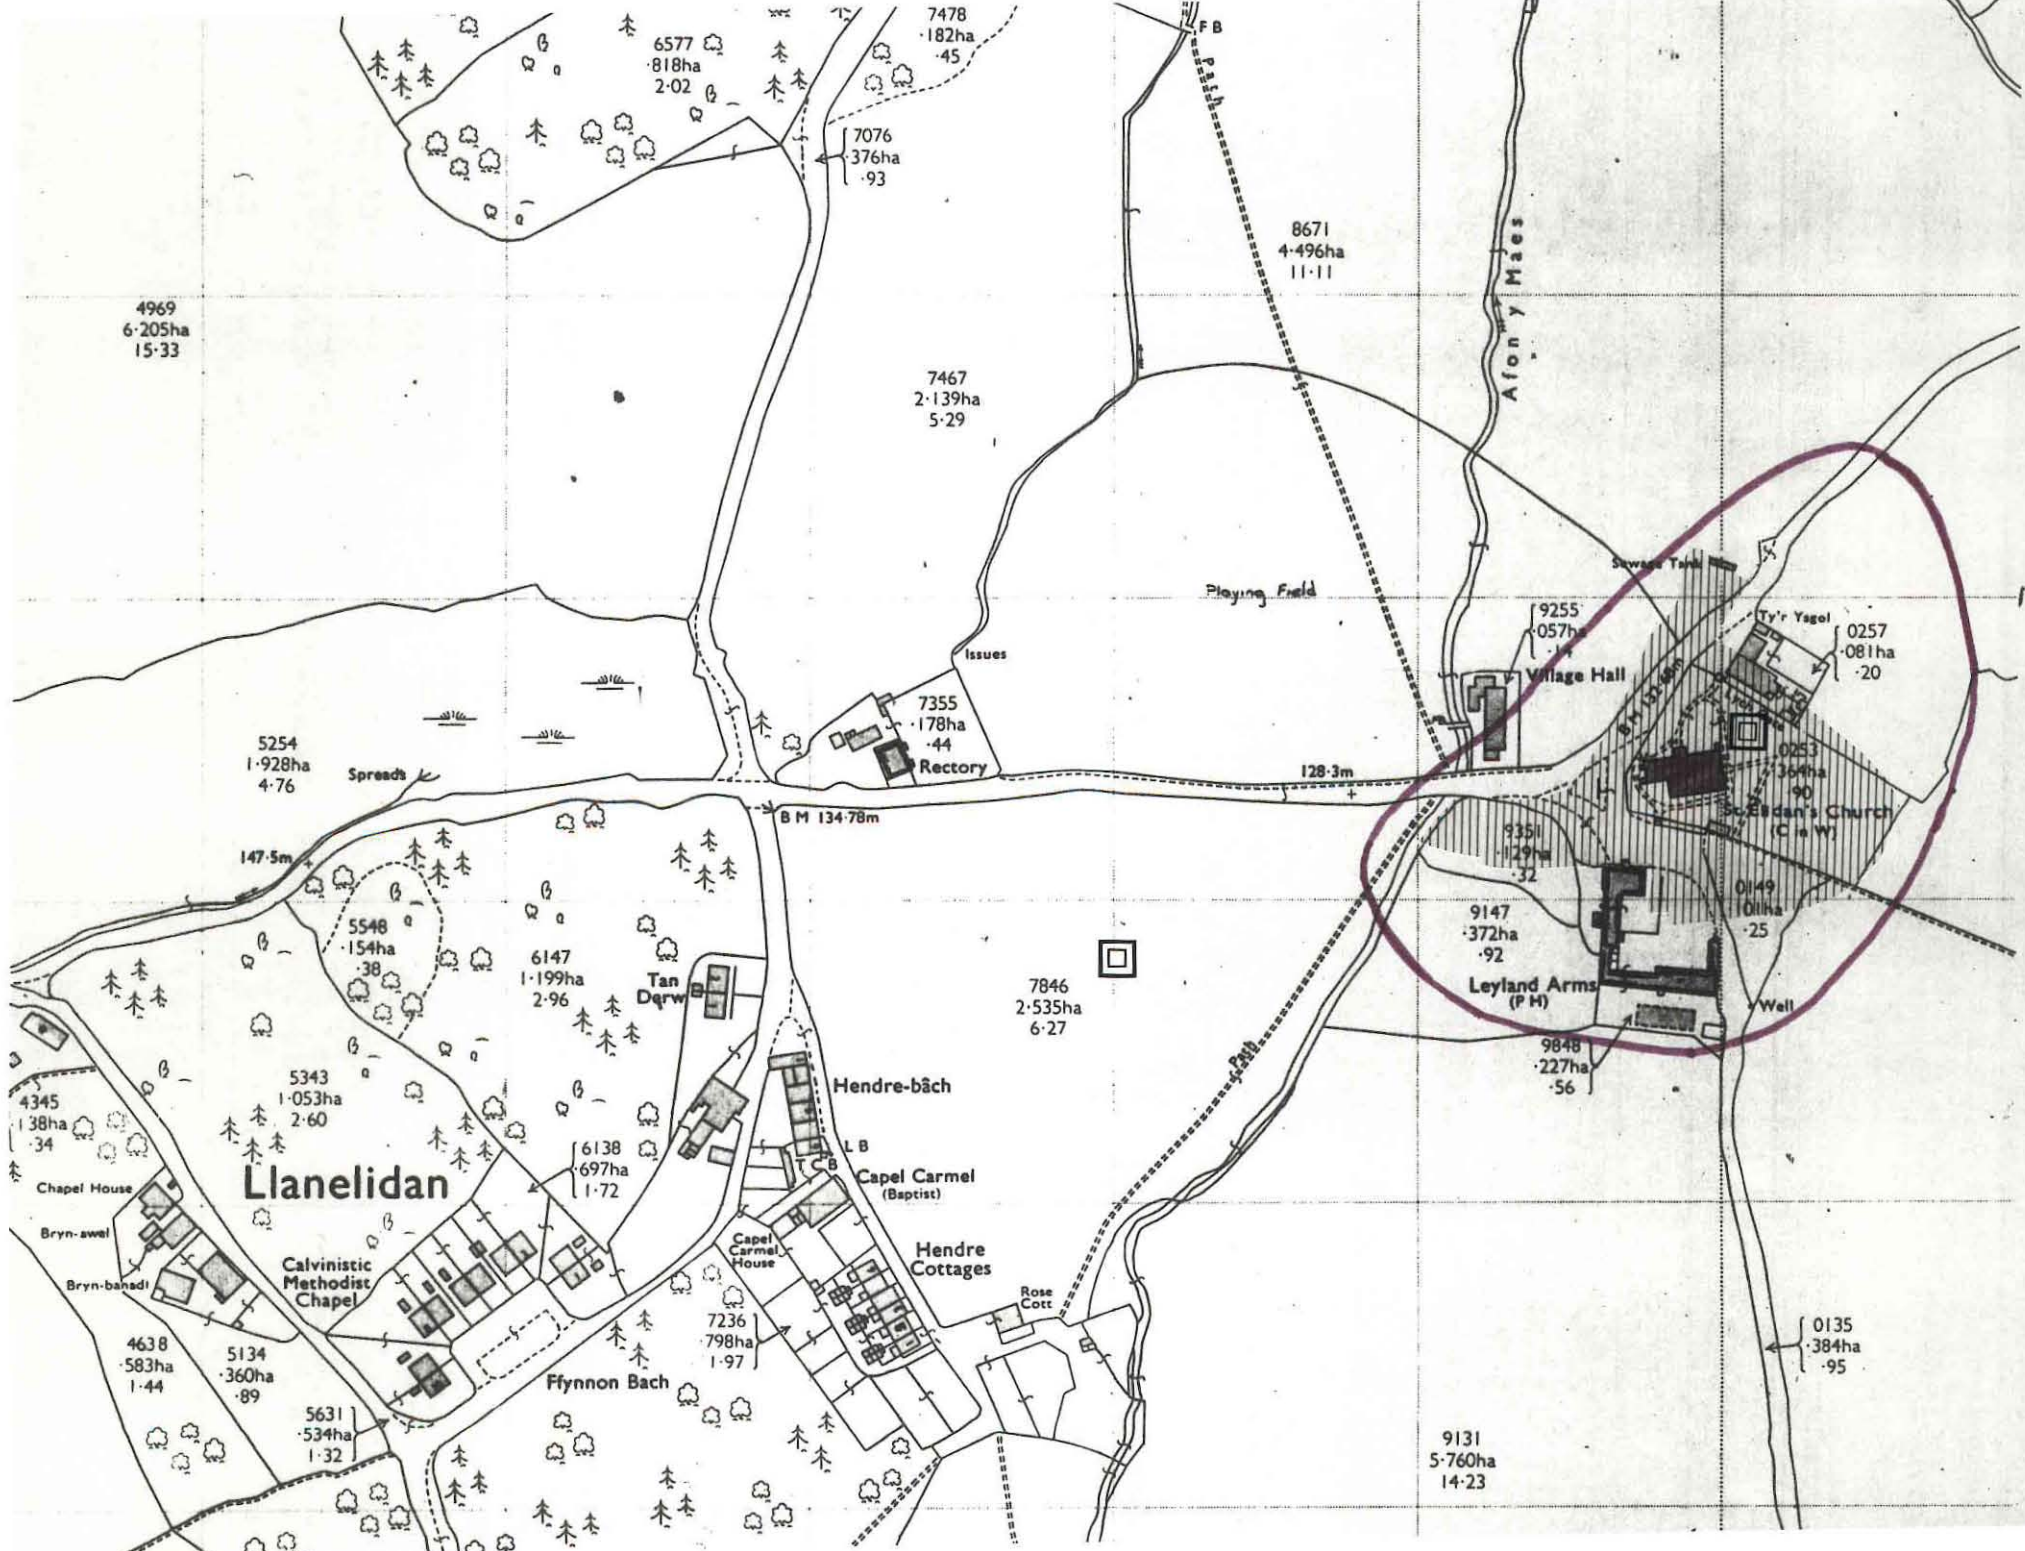 7478
·182ha
·45
6577
·818ha
2·02
F B
Path
7076
·376ha
·93
8671
4·496ha
11·11
Afon y Maes
4969
6·205ha
15·33
7467
2·139ha
5·29
Playing Field
Issues
Sewage Tank
9255
·057ha
·14
Ty'r Ysgol
0257
·081ha
·20
Village Hall
7355
·178ha
·44
Rectory
5254
1·928ha
4·76
Spreads
128·3m
0253
·364ha
·90
St Elidan's Church
(C in W)
B M 134·78m
147·5m
9351
·129ha
·32
0149
·25
9147
·372ha
·92
Leyland Arms
(P H)
Well
5548
·154ha
·38
6147
1·199ha
2·96
Tan
Derw
7846
2·535ha
6·27
9848
·227ha
·56
Path
Hendre-bâch
5343
1·053ha
2·60
4345
·138ha
·34
6138
·697ha
1·72
L B
T C B
Capel Carmel
(Baptist)
Llanelidan
Chapel House
Bryn-awel
Bryn-banadl
Calvinistic
Methodist
Chapel
Capel
Carmel
House
Hendre
Cottages
Rose
Cott
7236
·798ha
1·97
0135
·384ha
·95
4638
·583ha
1·44
5134
·360ha
·89
Ffynnon Bach
5631
·534ha
1·32
9131
5·760ha
14·23